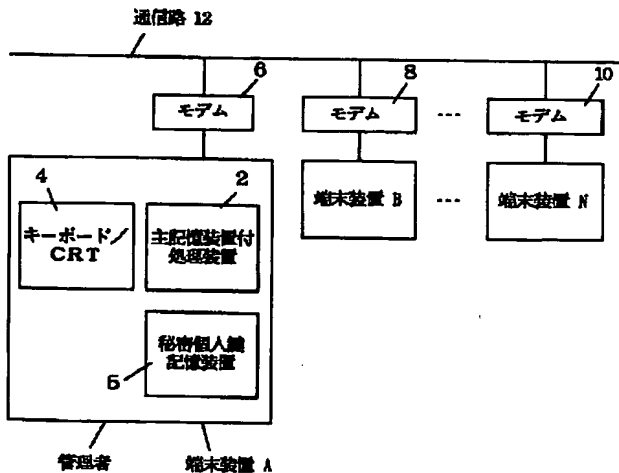 通信路 12
6
8
10
モデム
モデム
---
モデム
4
2
キーボード/
CRT
主記憶装置付
処理装置
端末装置 B
---
端末装置 N
秘密個人鍵
記憶装置
5
管理者
端末装置 A